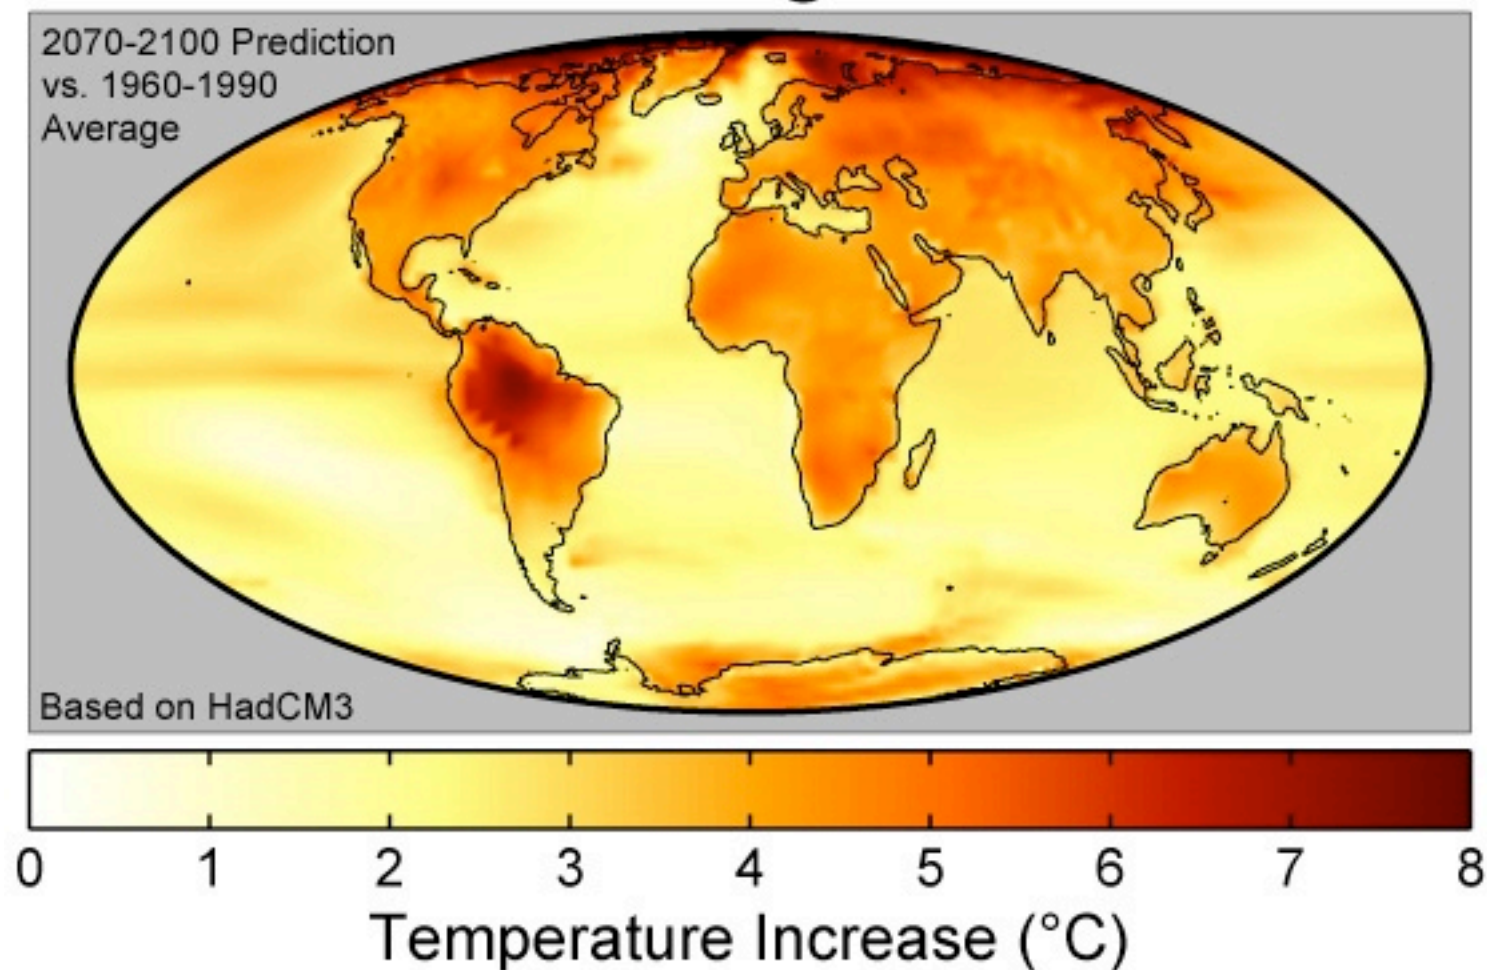 2070-2100 Prediction
vs. 1960-1990
Average
Based on HadCM3
0 1 2 3 4 5 6 7 8
Temperature Increase (°C)